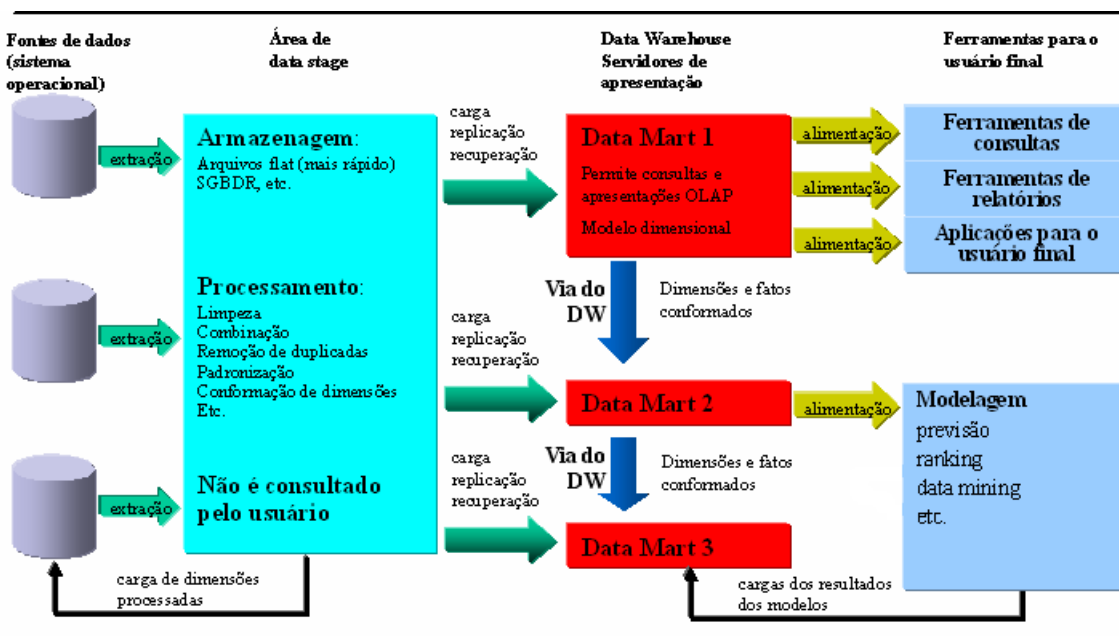 Fontes de dados
(sistema
operacional)
Área de
data stage
Data Warehouse
Servidores de
apresentação
Ferramentas para o
usuário final
extração
extração
extração
Armazenagem:
Arquivos flat (mais rápido)
SGBDR, etc.
Processamento:
Limpeza
Combinação
Remoção de duplicadas
Padronização
Conformação de dimensões
Etc.
Não é consultado
pelo usuário
carga de dimensões
processadas
carga
replicação
recuperação
carga
replicação
recuperação
carga
replicação
recuperação
Data Mart 1
Permite consultas e
apresentações OLAP
Modelo dimensional
Via do
DW
Dimensões e fatos
conformados
Data Mart 2
Via do
DW
Dimensões e fatos
conformados
Data Mart 3
alimentação
alimentação
alimentação
alimentação
Ferramentas de
consultas
Ferramentas de
relatórios
Aplicações para o
usuário final
Modelagem
previsão
ranking
data mining
etc.
cargas dos resultados
dos modelos